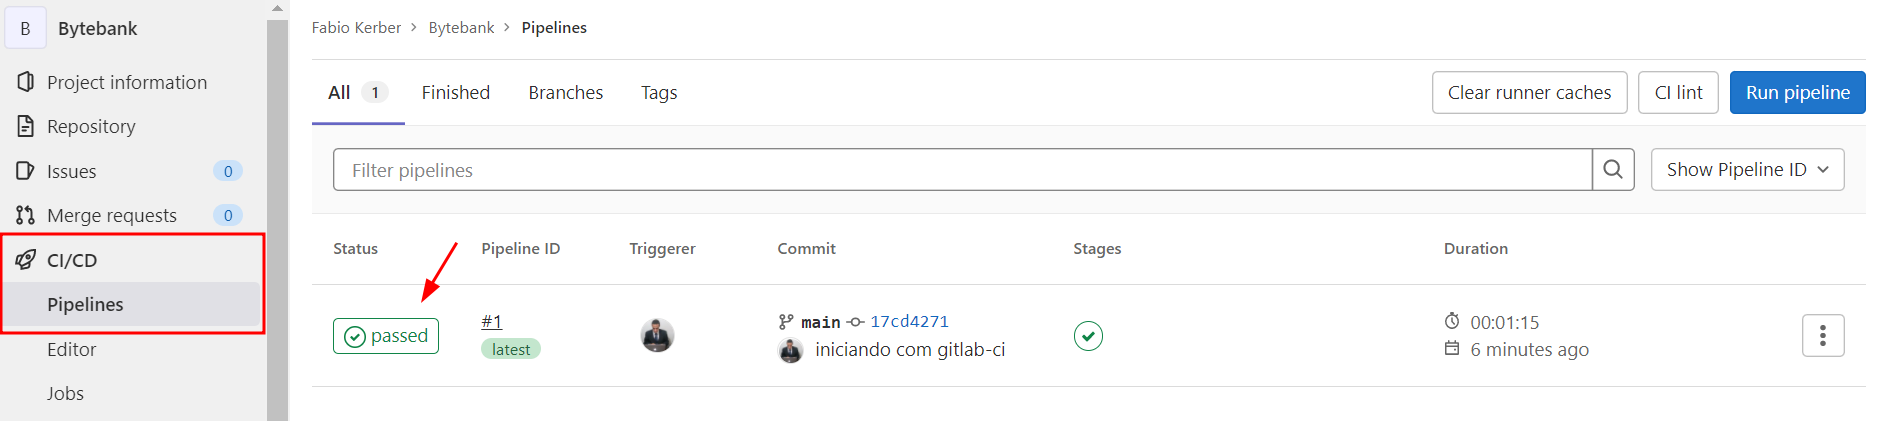 B Bytebank
Project information
Repository
Issues 0
Merge requests 0
CI/CD
Pipelines
Editor
Jobs
Fabio Kerber > Bytebank > Pipelines
All 1 Finished Branches Tags Clear runner caches CI lint Run pipeline
Filter pipelines Show Pipeline ID
Status Pipeline ID Triggerer Commit Stages Duration
passed #1 main 17cd4271 00:01:15
latest iniciando com gitlab-ci 6 minutes ago